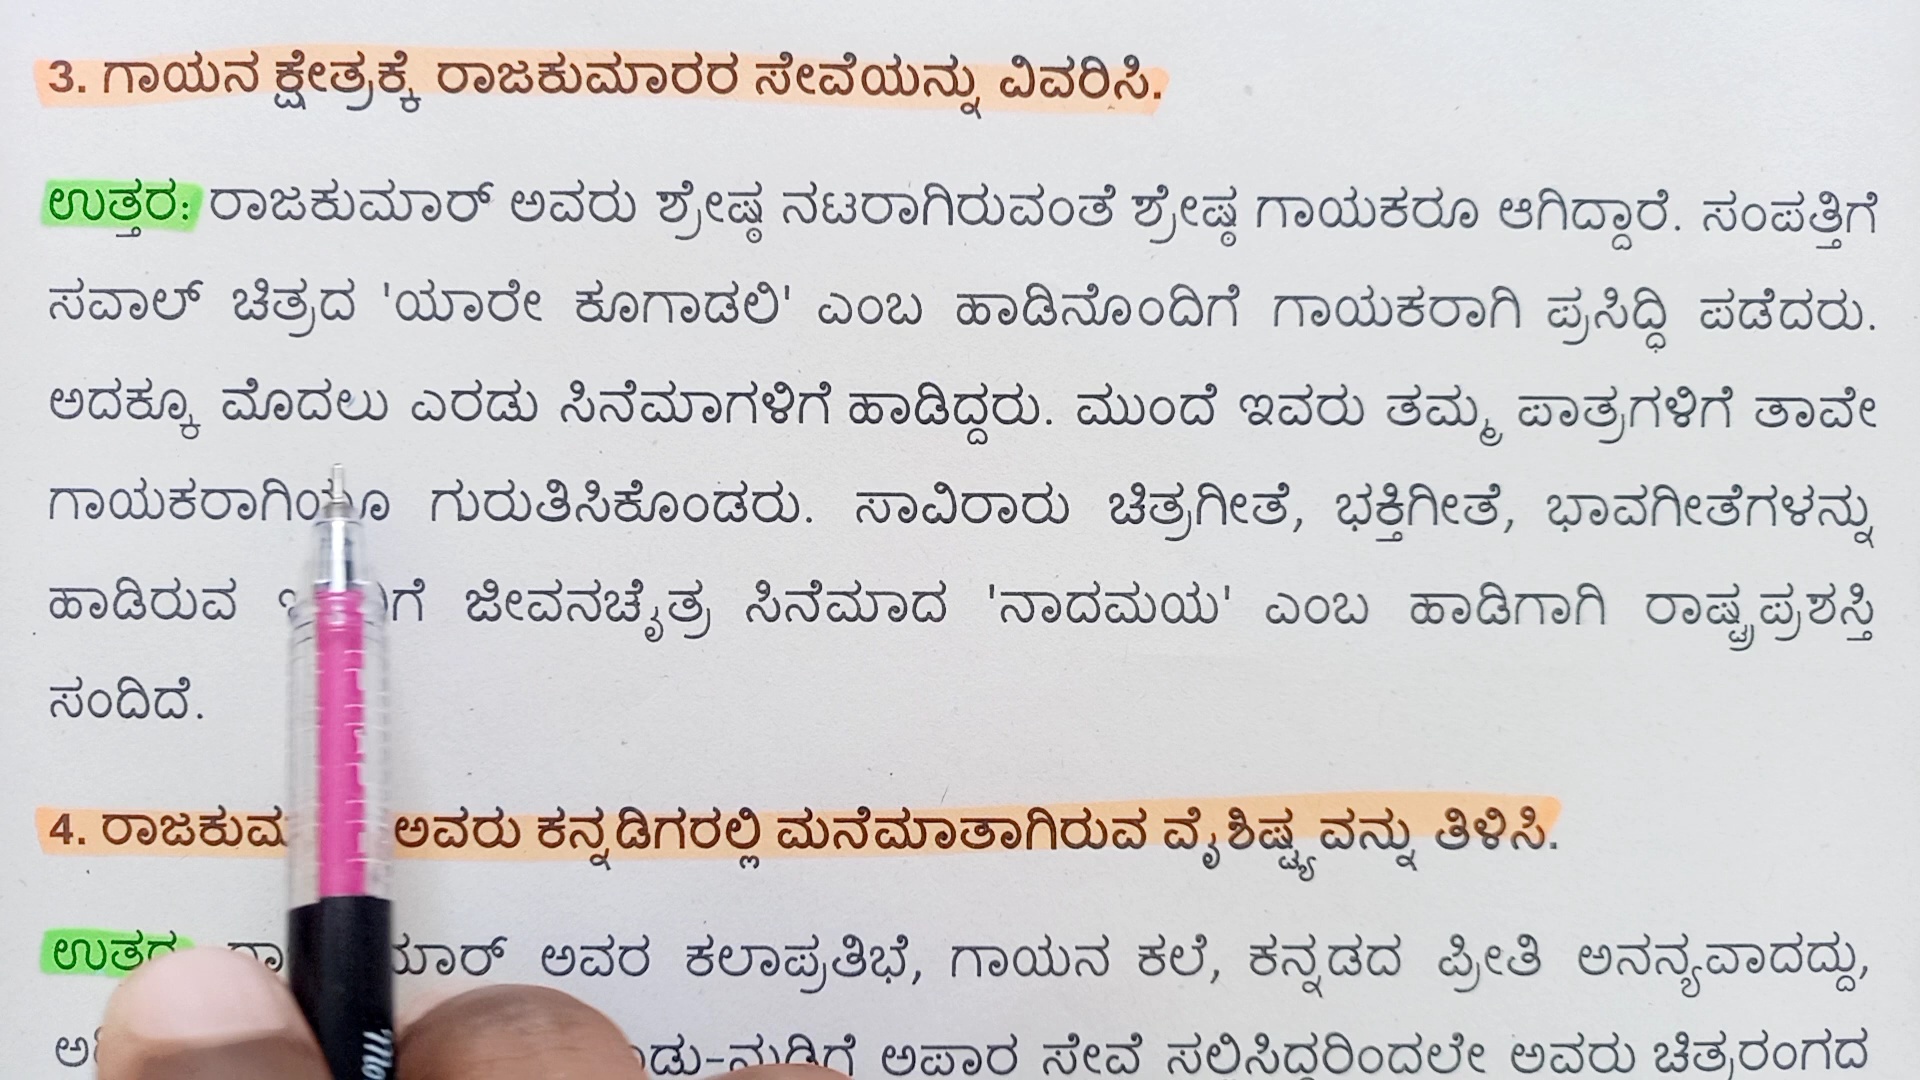 3. ಗಾಯನ ಕ್ಷೇತ್ರಕ್ಕೆ ರಾಜಕುಮಾರರ ಸೇವೆಯನ್ನು ವಿವರಿಸಿ.
ಉತ್ತರ: ರಾಜಕುಮಾರ್ ಅವರು ಶ್ರೇಷ್ಠ ನಟರಾಗಿರುವಂತೆ ಶ್ರೇಷ್ಠ ಗಾಯಕರೂ ಆಗಿದ್ದಾರೆ. ಸಂಪತ್ತಿಗೆ
ಸವಾಲ್ ಚಿತ್ರದ 'ಯಾರೇ ಕೂಗಾಡಲಿ' ಎಂಬ ಹಾಡಿನೊಂದಿಗೆ ಗಾಯಕರಾಗಿ ಪ್ರಸಿದ್ಧಿ ಪಡೆದರು.
ಅದಕ್ಕೂ ಮೊದಲು ಎರಡು ಸಿನೆಮಾಗಳಿಗೆ ಹಾಡಿದ್ದರು. ಮುಂದೆ ಇವರು ತಮ್ಮ ಪಾತ್ರಗಳಿಗೆ ತಾವೇ
ಗಾಯಕರಾಗಿಯೂ ಗುರುತಿಸಿಕೊಂಡರು. ಸಾವಿರಾರು ಚಿತ್ರಗೀತೆ, ಭಕ್ತಿಗೀತೆ, ಭಾವಗೀತೆಗಳನ್ನು
ಹಾಡಿರುವ ಜೀವನಚೈತ್ರ ಸಿನೆಮಾದ 'ನಾದಮಯ' ಎಂಬ ಹಾಡಿಗಾಗಿ ರಾಷ್ಟ್ರಪ್ರಶಸ್ತಿ
ಸಂದಿದೆ.
4. ಅವರು ಕನ್ನಡಿಗರಲ್ಲಿ ಮನೆಮಾತಾಗಿರುವ ವೈಶಿಷ್ಟ್ಯವನ್ನು ತಿಳಿಸಿ.
ಉತ್ತರ ಅವರ ಕಲಾಪ್ರತಿಭೆ, ಗಾಯನ ಕಲೆ, ಕನ್ನಡದ ಪ್ರೀತಿ ಅನನ್ಯವಾದದ್ದು,
ಅಪಾರ ಸೇವೆ ಸಲ್ಲಿಸಿದ್ದರಿಂದಲೇ ಅವರು ಚಿತ್ರರಂಗದ